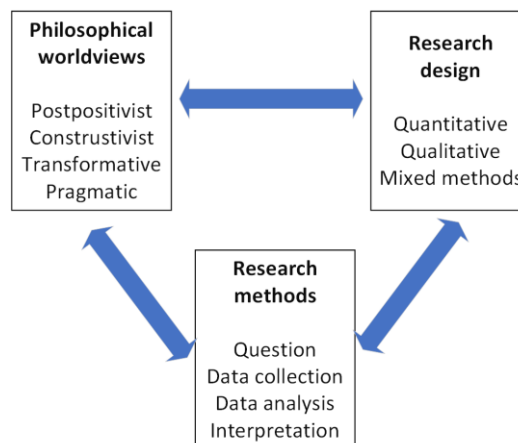 Philosophical
worldviews
Postpositivist
Construstivist
Transformative
Pragmatic
Research
design
Quantitative
Qualitative
Mixed methods
Research
methods
Question
Data collection
Data analysis
Interpretation